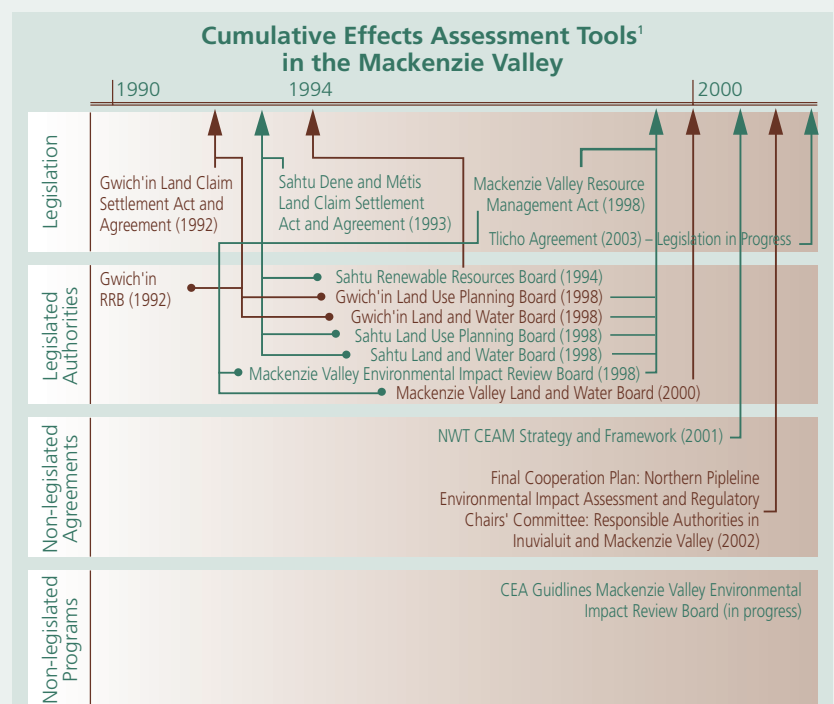 Cumulative Effects Assessment Tools1
in the Mackenzie Valley
1990
1994
2000
Legislation
Gwich'in Land Claim
Settlement Act and
Agreement (1992)
Sahtu Dene and Métis
Land Claim Settlement
Act and Agreement (1993)
Mackenzie Valley Resource
Management Act (1998)
Tlicho Agreement (2003) – Legislation in Progress
Legislated
Authorities
Gwich'in
RRB (1992)
Sahtu Renewable Resources Board (1994)
Gwich'in Land Use Planning Board (1998)
Gwich'in Land and Water Board (1998)
Sahtu Land Use Planning Board (1998)
Sahtu Land and Water Board (1998)
Mackenzie Valley Environmental Impact Review Board (1998)
Mackenzie Valley Land and Water Board (2000)
Non-legislated
Agreements
NWT CEAM Strategy and Framework (2001)
Final Cooperation Plan: Northern Pipleline
Environmental Impact Assessment and Regulatory
Chairs' Committee: Responsible Authorities in
Inuvialuit and Mackenzie Valley (2002)
Non-legislated
Programs
CEA Guidlines Mackenzie Valley Environmental
Impact Review Board (in progress)